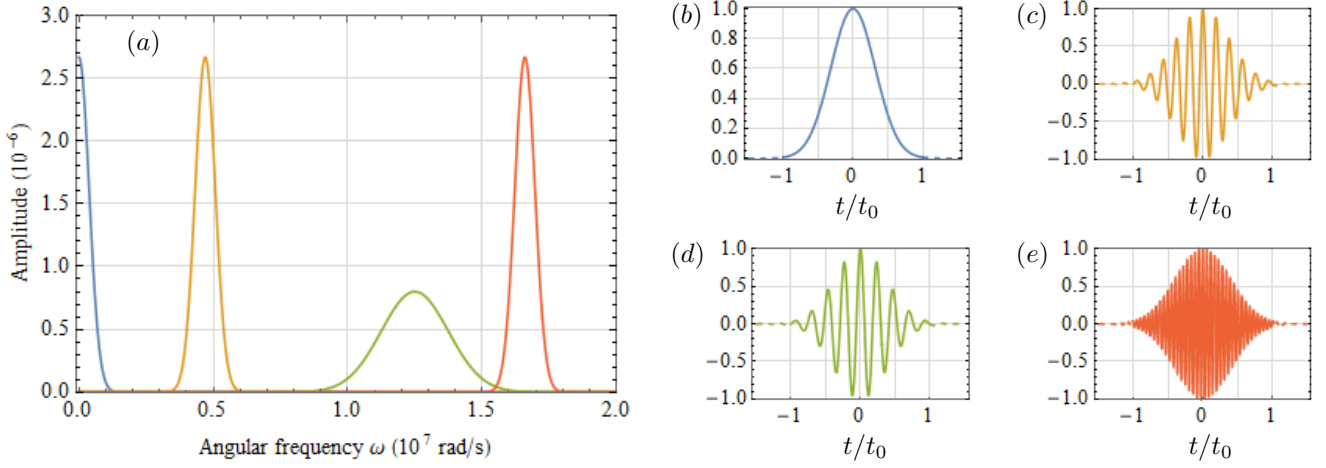 (a)
3.0
2.5
2.0
1.5
1.0
0.5
0.0
Amplitude (10⁻⁶)
0.0 0.5 1.0 1.5 2.0
Angular frequency ω (10⁷ rad/s)
(b)
1.0
0.8
0.6
0.4
0.2
0.0
−1 0 1
t/t₀
(c)
1.0
0.5
0.0
−0.5
−1.0
−1 0 1
t/t₀
(d)
1.0
0.5
0.0
−0.5
−1.0
−1 0 1
t/t₀
(e)
1.0
0.5
0.0
−0.5
−1.0
−1 0 1
t/t₀